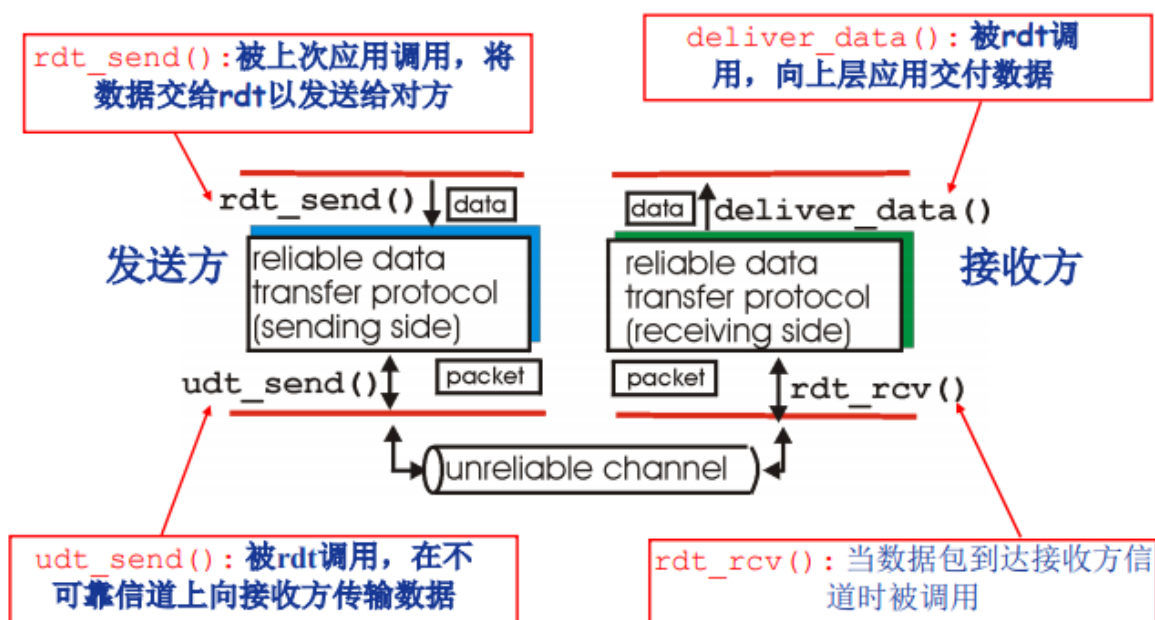 rdt_send():被上次应用调用，将
数据交给rdt以发送给对方
deliver_data():被rdt调
用，向上层应用交付数据
rdt_send()
data
data
deliver_data()
发送方
reliable data
transfer protocol
(sending side)
reliable data
transfer protocol
(receiving side)
接收方
udt_send()
packet
packet
rdt_rcv()
unreliable channel
udt_send():被rdt调用，在不
可靠信道上向接收方传输数据
rdt_rcv():当数据包到达接收方信
道时被调用